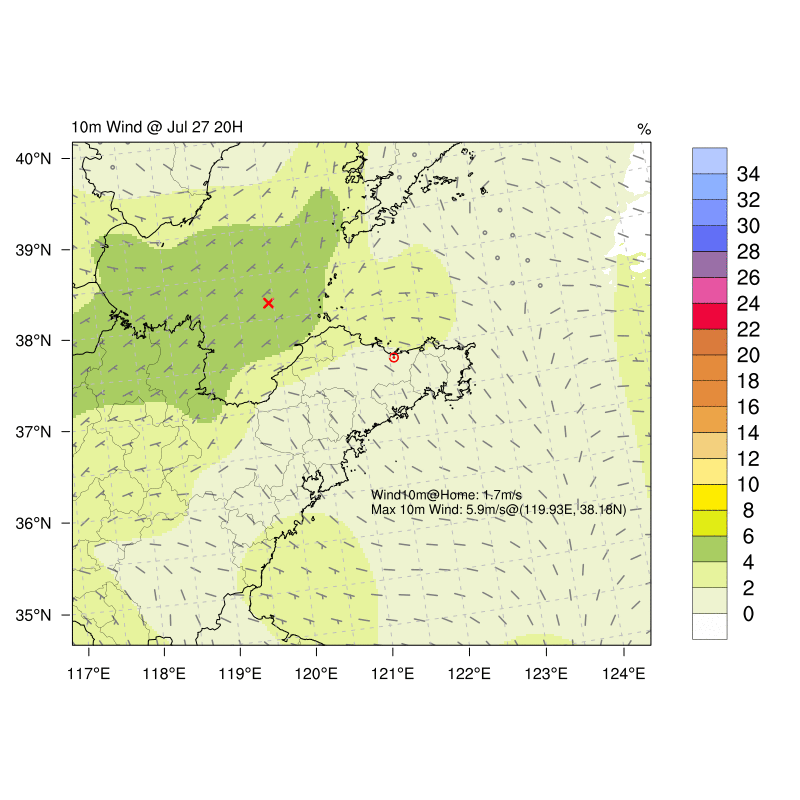 10m Wind @ Jul 27 20H
%
40°N
39°N
38°N
37°N
36°N
35°N
Wind10m@Home: 1.7m/s
Max 10m Wind: 5.9m/s@(119.93E, 38.18N)
117°E
118°E
119°E
120°E
121°E
122°E
123°E
124°E
34
32
30
28
26
24
22
20
18
16
14
12
10
8
6
4
2
0